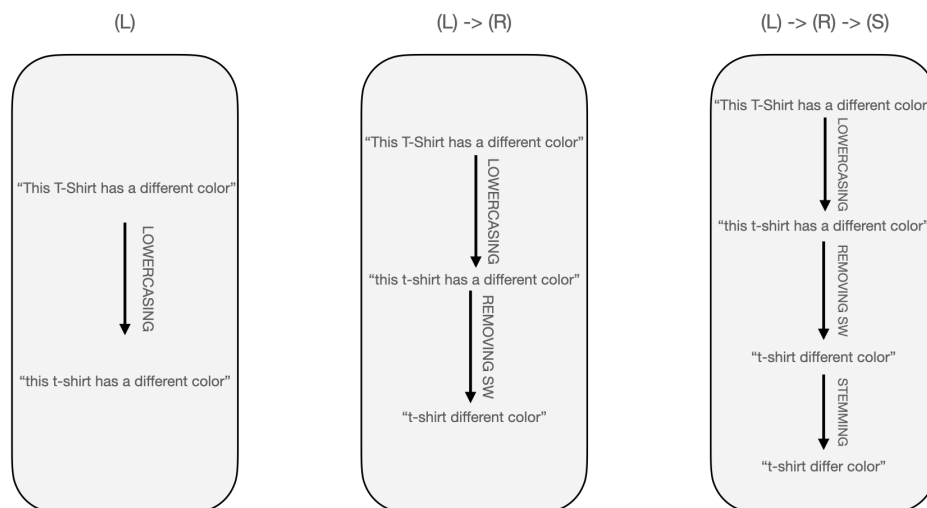 (L)
“This T-Shirt has a different color”
LOWERCASING
“this t-shirt has a different color”
(L) -> (R)
“This T-Shirt has a different color”
LOWERCASING
“this t-shirt has a different color”
REMOVING SW
“t-shirt different color”
(L) -> (R) -> (S)
“This T-Shirt has a different color
LOWERCASING
“this t-shirt has a different color”
REMOVING SW
“t-shirt different color”
STEMMING
“t-shirt differ color”